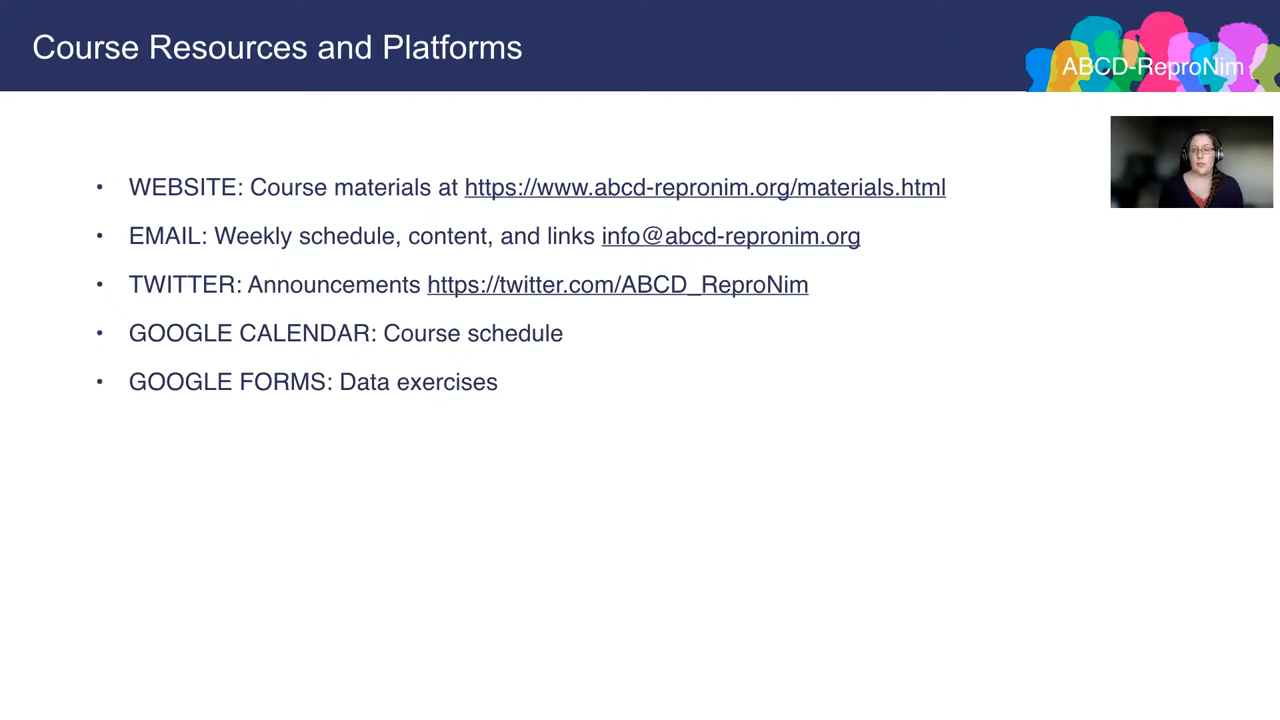 Course Resources and Platforms
ABCD-ReproNim
• WEBSITE: Course materials at https://www.abcd-repronim.org/materials.html
• EMAIL: Weekly schedule, content, and links info@abcd-repronim.org
• TWITTER: Announcements https://twitter.com/ABCD_ReproNim
• GOOGLE CALENDAR: Course schedule
• GOOGLE FORMS: Data exercises